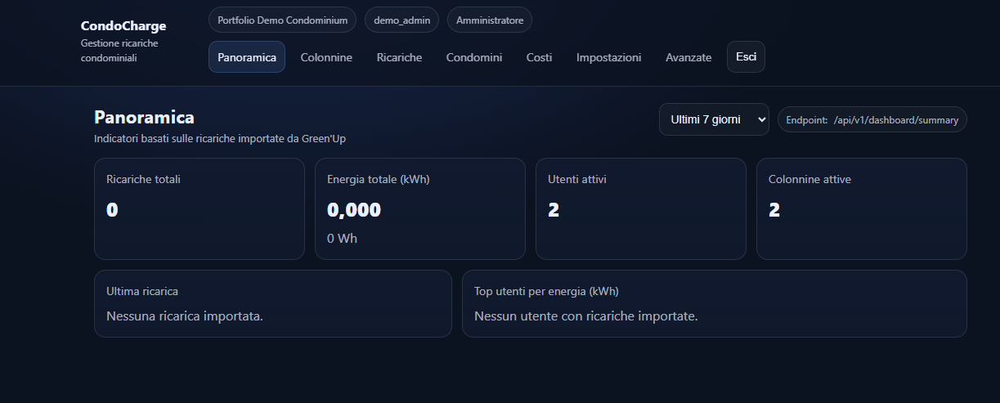 CondoCharge
Gestione ricariche
condominiali
Portfolio Demo Condominium
demo_admin
Amministratore
Panoramica
Colonnine
Ricariche
Condomini
Costi
Impostazioni
Avanzate
Esci
Panoramica
Indicatori basati sulle ricariche importate da Green'Up
Ultimi 7 giorni
Endpoint: /api/v1/dashboard/summary
Ricariche totali
0
Energia totale (kWh)
0,000
0 Wh
Utenti attivi
2
Colonnine attive
2
Ultima ricarica
Nessuna ricarica importata.
Top utenti per energia (kWh)
Nessun utente con ricariche importate.